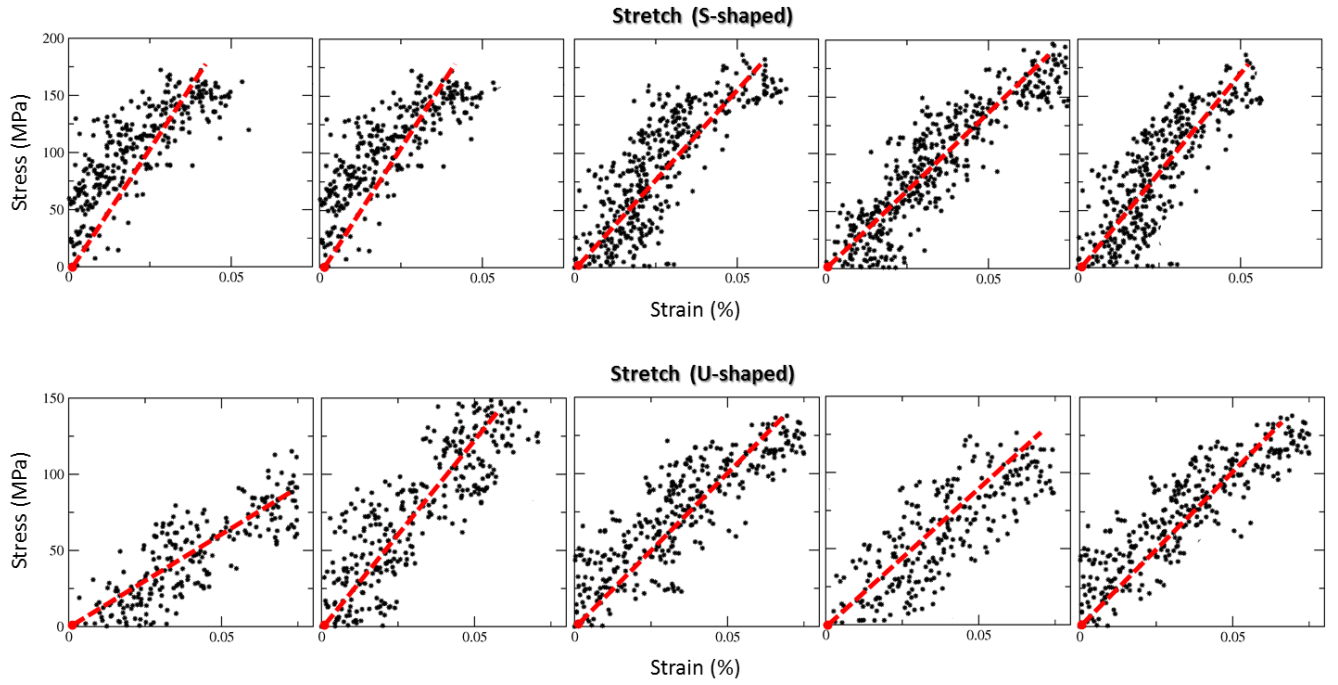 Stretch (S-shaped)
200
150
100
50
0
Stress (MPa)
0 0.05 0 0.05 0 0.05 0 0.05 0 0.05
Strain (%)
Stretch (U-shaped)
150
100
50
0
Stress (MPa)
0 0.05 0 0.05 0 0.05 0 0.05 0 0.05
Strain (%)